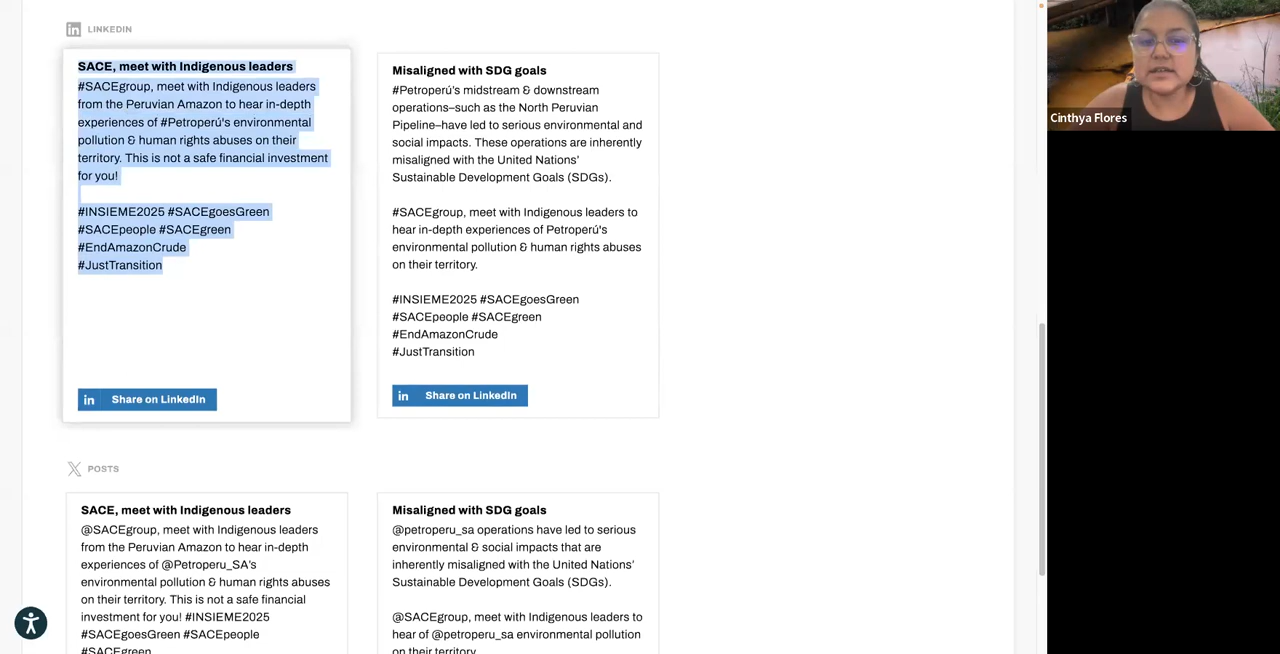 LINKEDIN
SACE, meet with Indigenous leaders
#SACEgroup, meet with Indigenous leaders
from the Peruvian Amazon to hear in-depth
experiences of #Petroperú's environmental
pollution & human rights abuses on their
territory. This is not a safe financial investment
for you!
#INSIEME2025 #SACEgoesGreen
#SACEpeople #SACEgreen
#EndAmazonCrude
#JustTransition
in Share on LinkedIn
Misaligned with SDG goals
#Petroperú's midstream & downstream
operations–such as the North Peruvian
Pipeline–have led to serious environmental and
social impacts. These operations are inherently
misaligned with the United Nations’
Sustainable Development Goals (SDGs).
#SACEgroup, meet with Indigenous leaders to
hear in-depth experiences of Petroperú's
environmental pollution & human rights abuses
on their territory.
#INSIEME2025 #SACEgoesGreen
#SACEpeople #SACEgreen
#EndAmazonCrude
#JustTransition
in Share on LinkedIn
POSTS
SACE, meet with Indigenous leaders
@SACEgroup, meet with Indigenous leaders
from the Peruvian Amazon to hear in-depth
experiences of @Petroperu_SA’s
environmental pollution & human rights abuses
on their territory. This is not a safe financial
investment for you! #INSIEME2025
#SACEgoesGreen #SACEpeople
#SACEgreen
Misaligned with SDG goals
@petroperu_sa operations have led to serious
environmental & social impacts that are
inherently misaligned with the United Nations’
Sustainable Development Goals (SDGs).
@SACEgroup, meet with Indigenous leaders to
hear of @petroperu_sa environmental pollution
on their territory.
Cinthya Flores